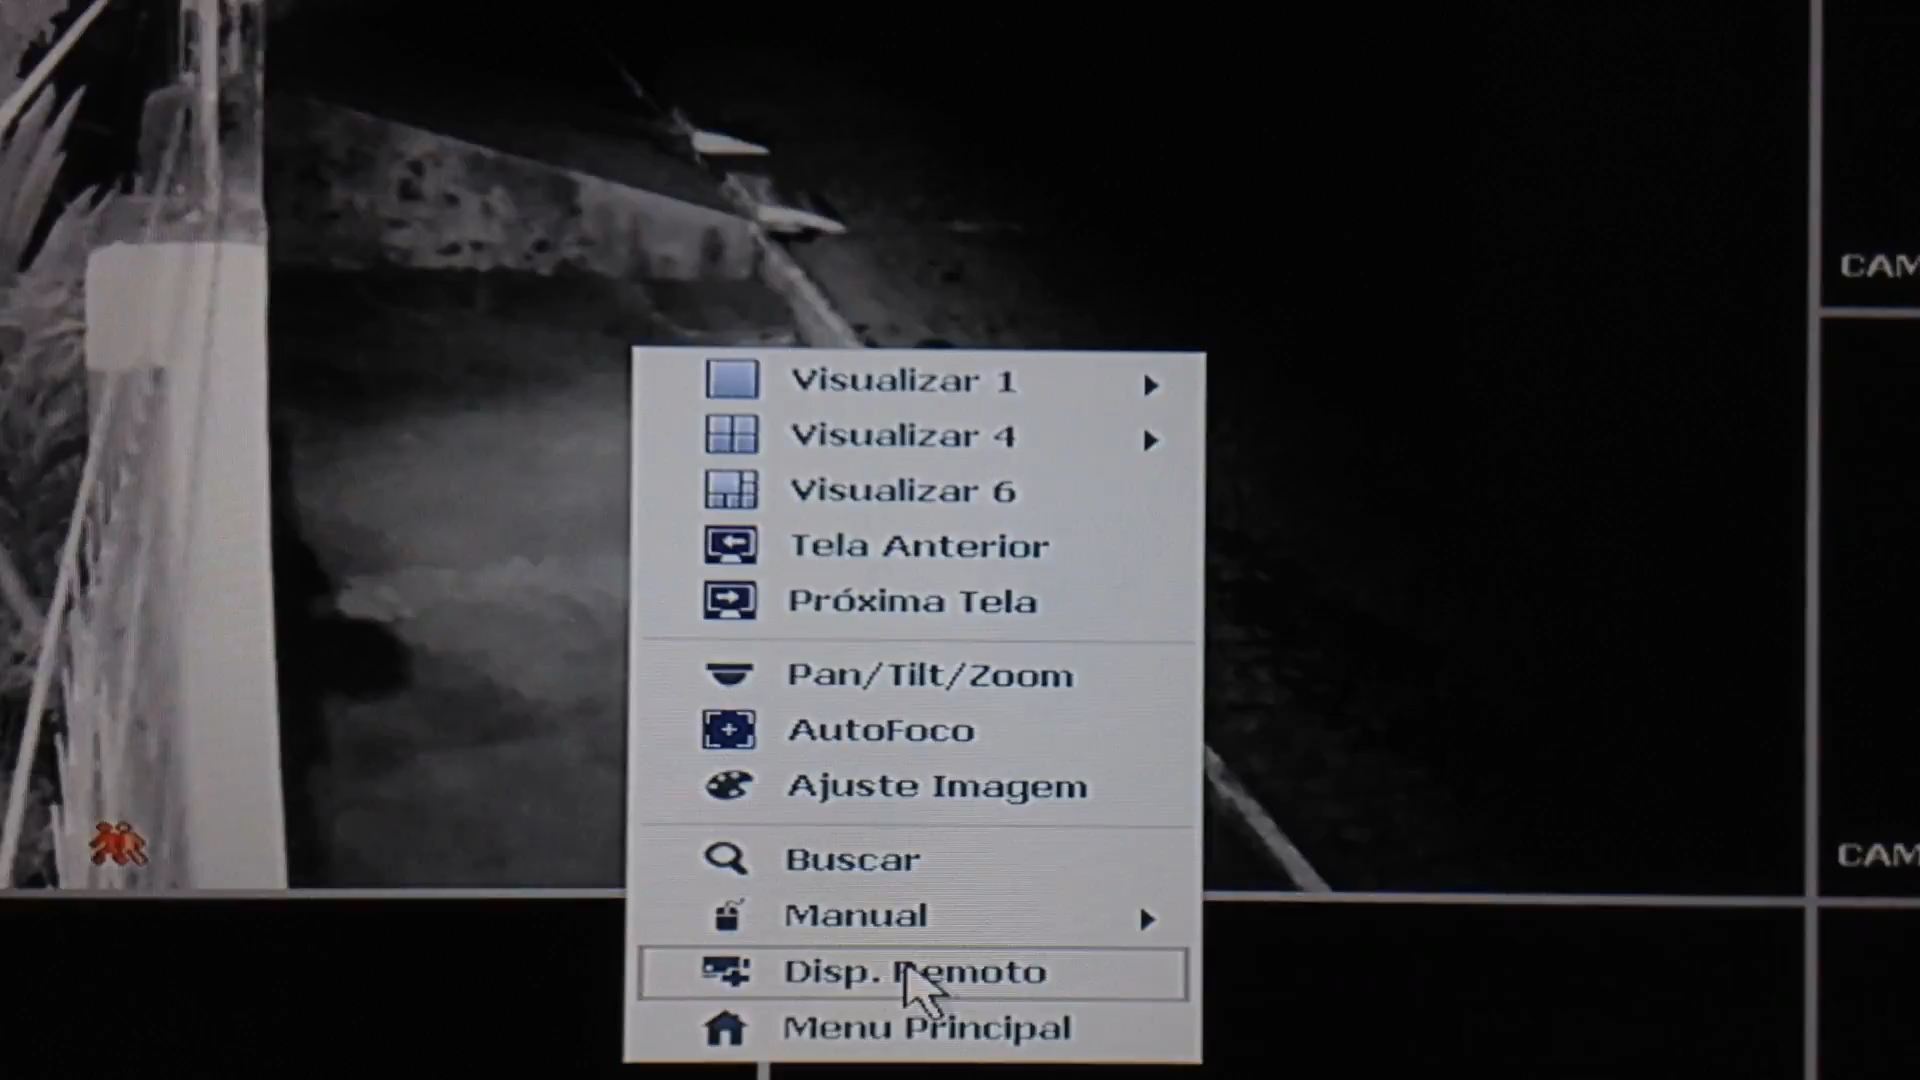 CAM
Visualizar 1
Visualizar 4
Visualizar 6
Tela Anterior
Próxima Tela
Pan/Tilt/Zoom
AutoFoco
Ajuste Imagem
Buscar
CAM
Manual
Disp. Remoto
Menu Principal